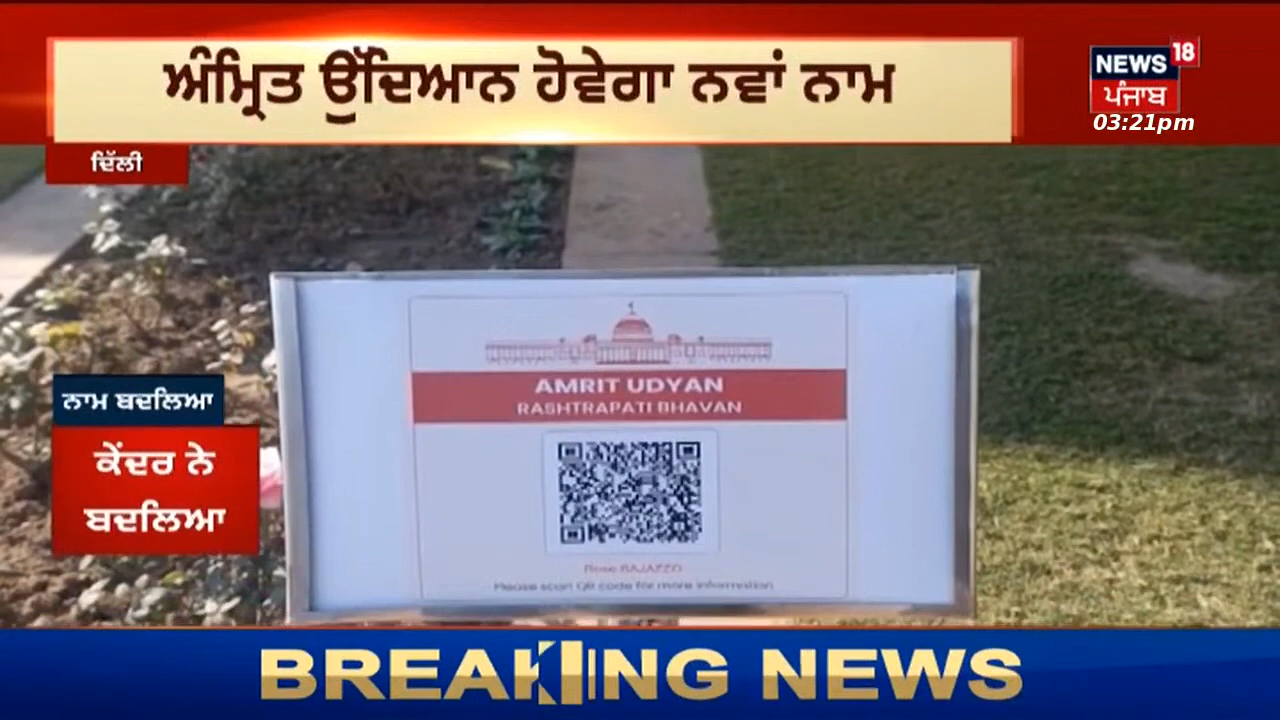 ਅੰਮ੍ਰਿਤ ਉੱਦਿਆਨ ਹੋਵੇਗਾ ਨਵਾਂ ਨਾਮ
NEWS 18
ਪੰਜਾਬ
03:21pm
ਦਿੱਲੀ
AMRIT UDYAN
RASHTRAPATI BHAVAN
ਨਾਮ ਬਦਲਿਆ
ਕੇਂਦਰ ਨੇ
ਬਦਲਿਆ
Rose BAJAZZO
Please scan QR code for more information
BREAKING NEWS